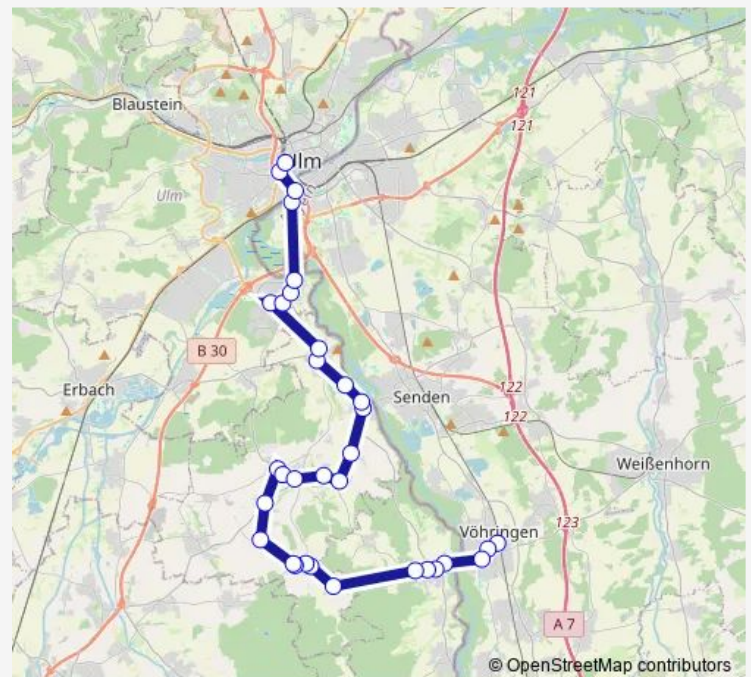 121
121
Blaustein
Ulm
Ulm
B 30
Erbach
Senden
122
122
Weißenhorn
Vöhringen
123
A 7
© OpenStreetMap contributors